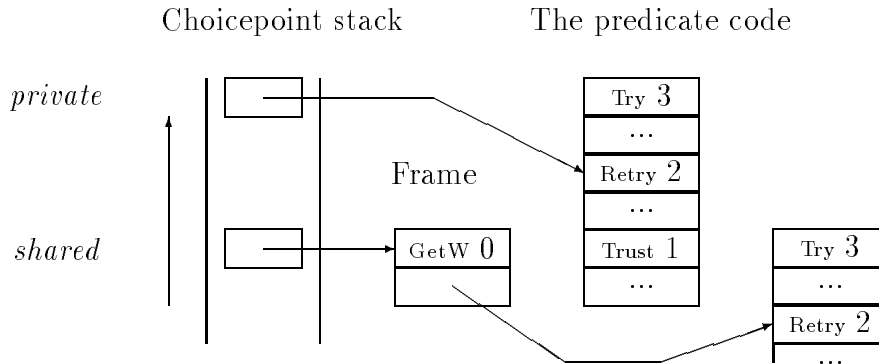 Choicepoint stack The predicate code
private Try 3
...
Retry 2
Frame
...
shared GetW 0 Trust 1 Try 3
... ...
Retry 2
...